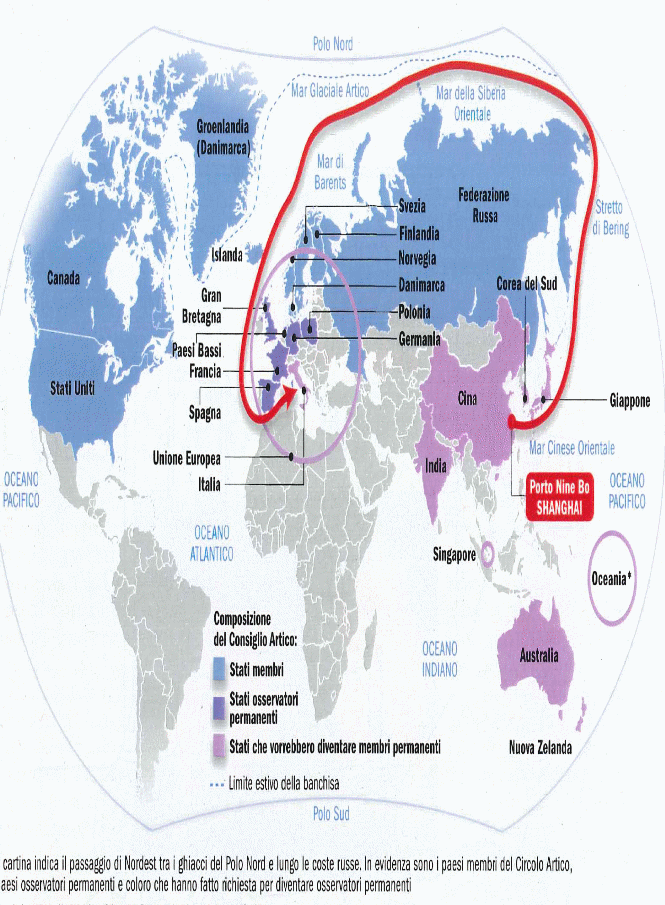 Polo Nord
Mar Glaciale Artico
Mar della Siberia
Orientale
Groenlandia
(Danimarca)
Mar di
Barents
Federazione
Russa
Stretto
di Bering
Svezia
Finlandia
Norvegia
Danimarca
Polonia
Germania
Islanda
Canada
Gran
Bretagna
Paesi Bassi
Francia
Spagna
Stati Uniti
Corea del Sud
Cina
Giappone
Unione Europea
Italia
India
Mar Cinese Orientale
Porto Nine Bo
SHANGHAI
OCEANO
PACIFICO
OCEANO
PACIFICO
OCEANO
ATLANTICO
Singapore
Oceania*
OCEANO
INDIANO
Australia
Nuova Zelanda
Composizione
del Consiglio Artico:
Stati membri
Stati osservatori
permanenti
Stati che vorrebbero diventare membri permanenti
Limite estivo della banchisa
Polo Sud
cartina indica il passaggio di Nordest tra i ghiacci del Polo Nord e lungo le coste russe. In evidenza sono i paesi membri del Circolo Artico,
aesi osservatori permanenti e coloro che hanno fatto richiesta per diventare osservatori permanenti